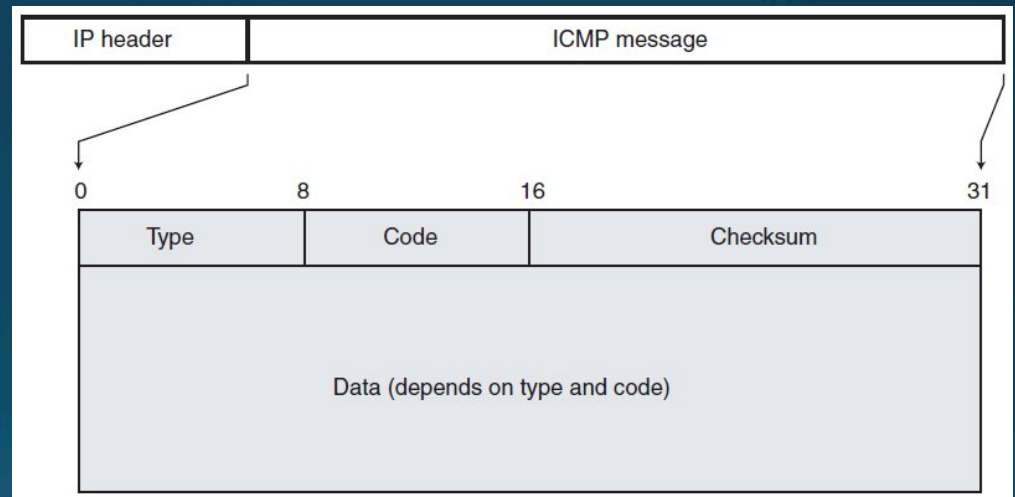 IP header ICMP message
0 8 16 31
Type Code Checksum
Data (depends on type and code)